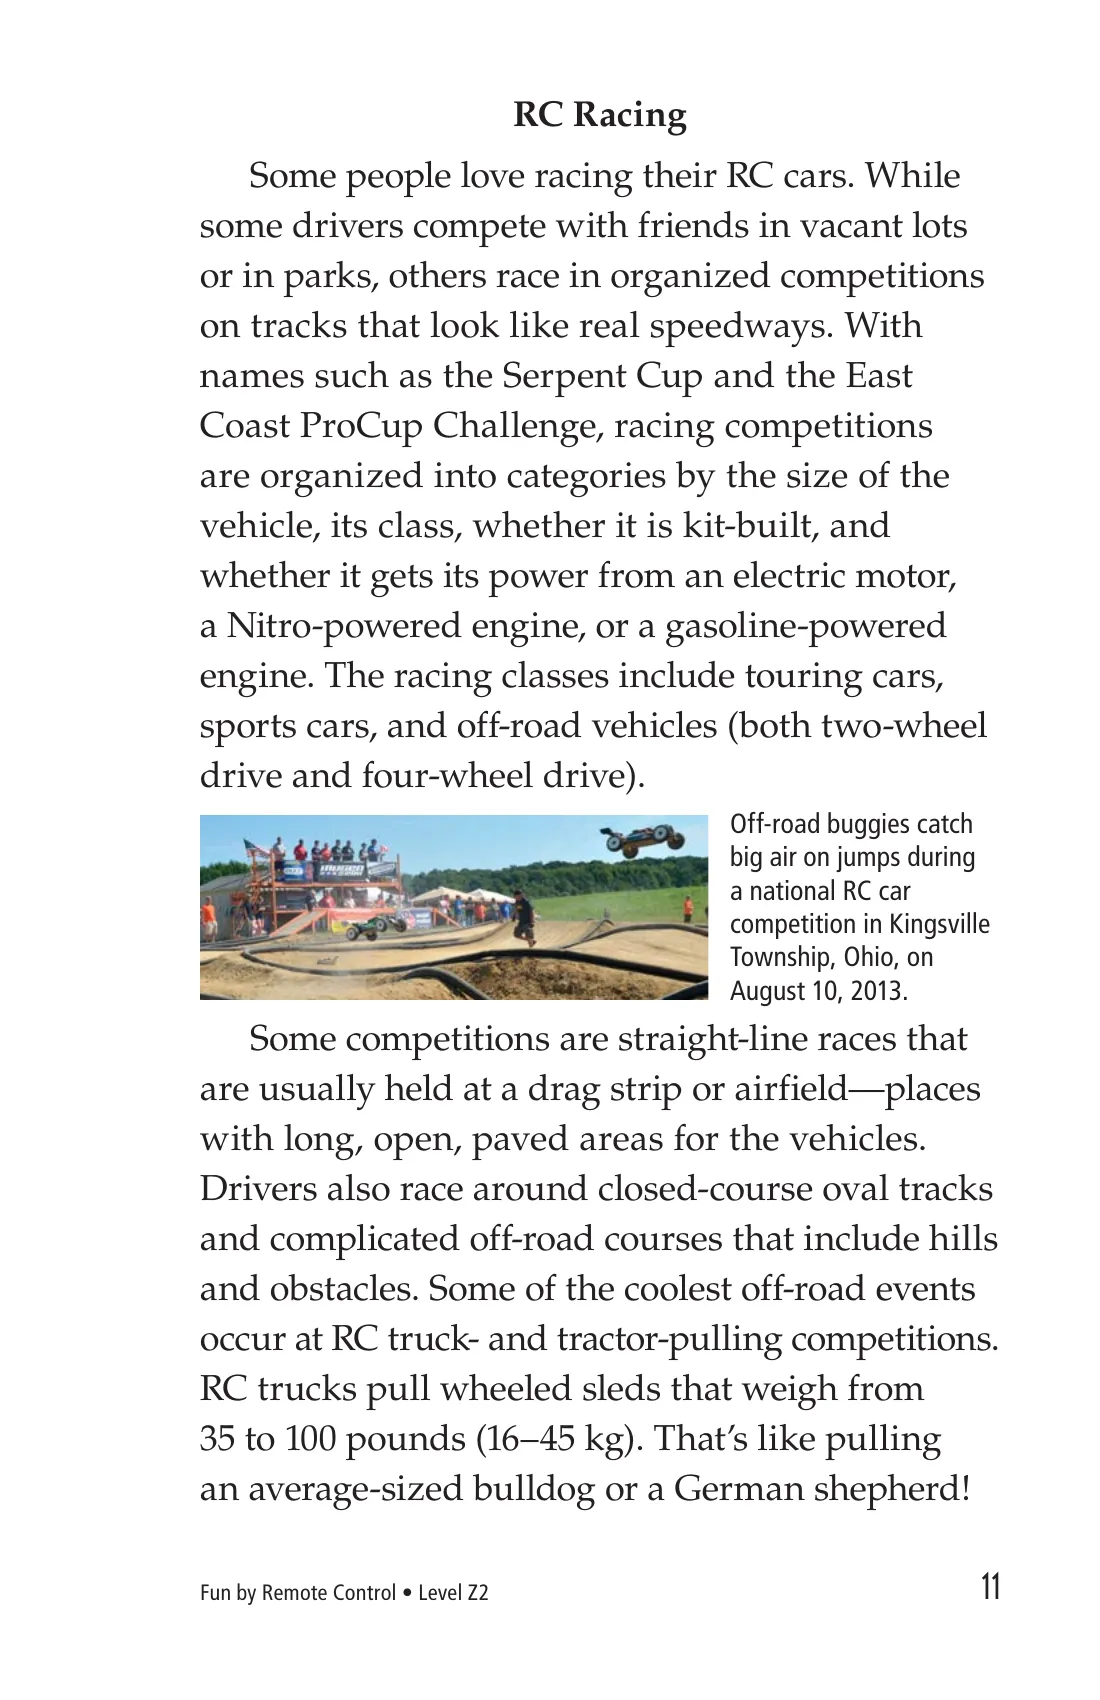 RC Racing
Some people love racing their RC cars. While
some drivers compete with friends in vacant lots
or in parks, others race in organized competitions
on tracks that look like real speedways. With
names such as the Serpent Cup and the East
Coast ProCup Challenge, racing competitions
are organized into categories by the size of the
vehicle, its class, whether it is kit-built, and
whether it gets its power from an electric motor,
a Nitro-powered engine, or a gasoline-powered
engine. The racing classes include touring cars,
sports cars, and off-road vehicles (both two-wheel
drive and four-wheel drive).
Off-road buggies catch
big air on jumps during
a national RC car
competition in Kingsville
Township, Ohio, on
August 10, 2013.
Some competitions are straight-line races that
are usually held at a drag strip or airfield—places
with long, open, paved areas for the vehicles.
Drivers also race around closed-course oval tracks
and complicated off-road courses that include hills
and obstacles. Some of the coolest off-road events
occur at RC truck- and tractor-pulling competitions.
RC trucks pull wheeled sleds that weigh from
35 to 100 pounds (16–45 kg). That’s like pulling
an average-sized bulldog or a German shepherd!
Fun by Remote Control • Level Z2
11